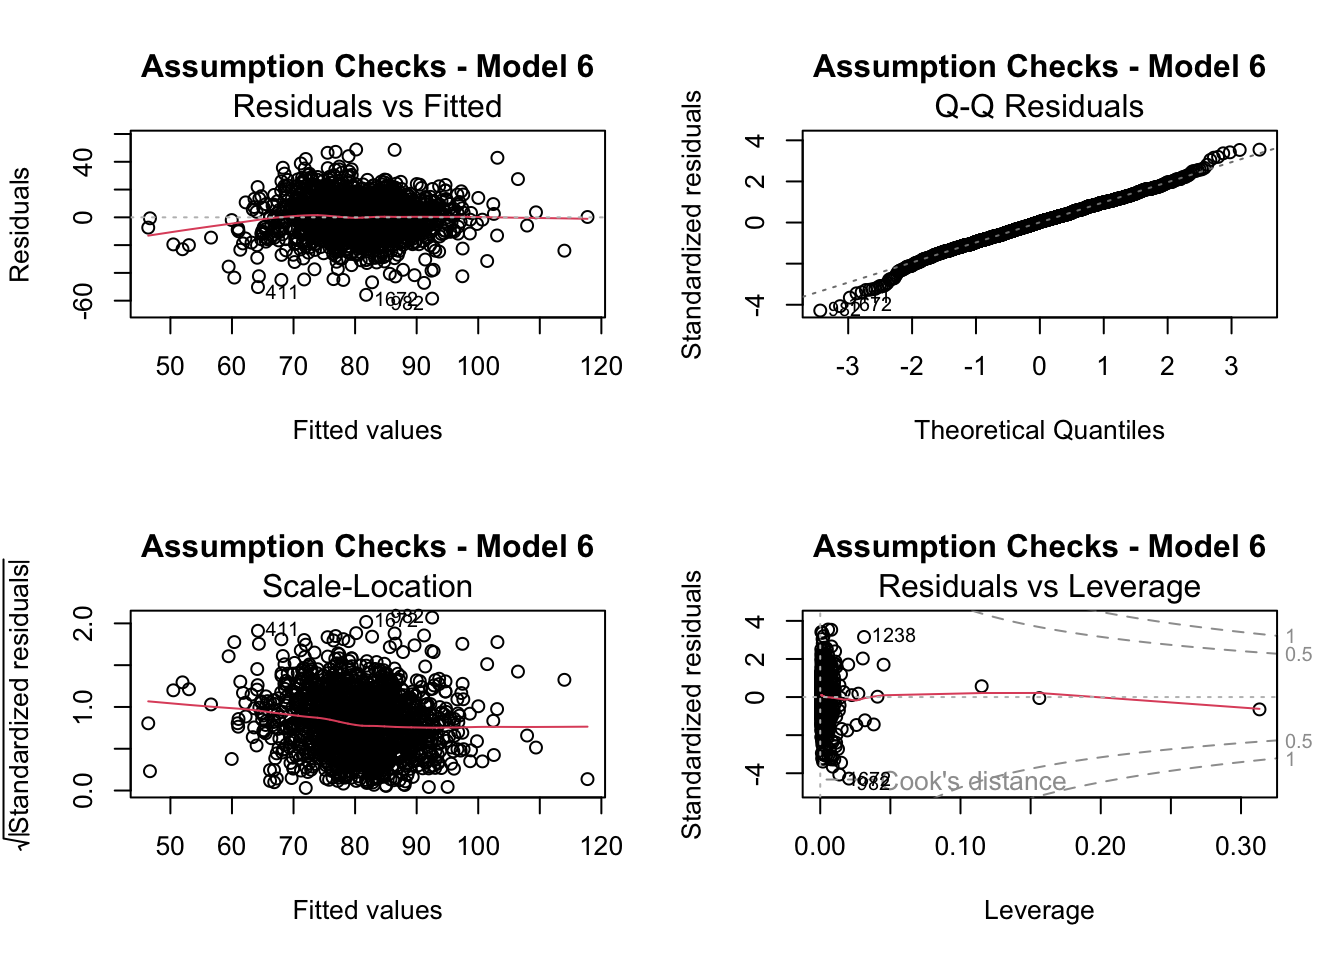 Assumption Checks - Model 6
Residuals vs Fitted
Residuals
40
0
-60
411
1672
982
50 60 70 80 90 100 120
Fitted values
Assumption Checks - Model 6
Q-Q Residuals
Standardized residuals
4
2
0
-4
982
1672
-3 -2 -1 0 1 2 3
Theoretical Quantiles
Assumption Checks - Model 6
Scale-Location
√|Standardized residuals|
2.0
1.0
0.0
411
1672
982
50 60 70 80 90 100 120
Fitted values
Assumption Checks - Model 6
Residuals vs Leverage
Standardized residuals
4
2
0
-4
1238
1672
982
Cook's distance
1
0.5
0.5
1
0.00 0.10 0.20 0.30
Leverage